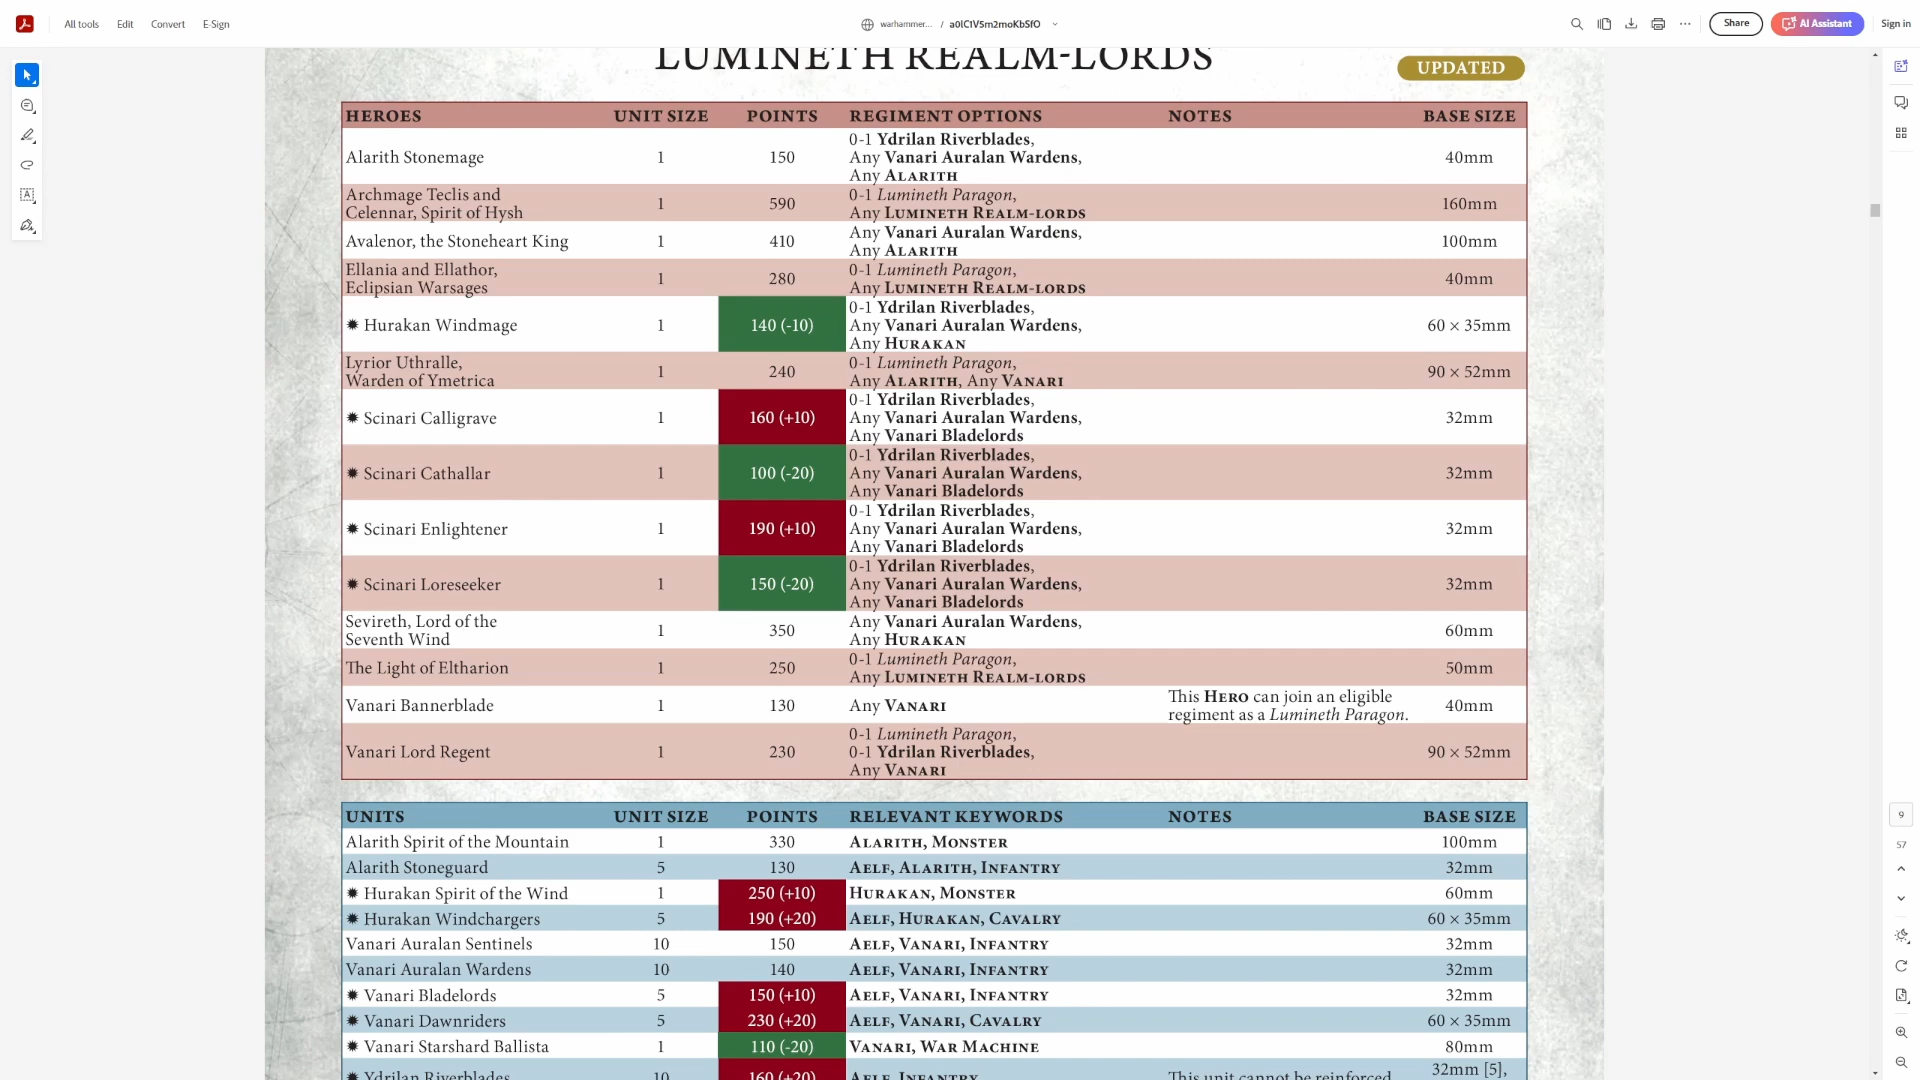 All tools Edit Convert E-Sign warhammer... / a0lC1V5m2moKbSfO Share AI Assistant Sign in
LUMINETH REALM-LORDS
UPDATED
HEROES UNIT SIZE POINTS REGIMENT OPTIONS NOTES BASE SIZE
Alarith Stonemage 1 150 0-1 Ydrilan Riverblades, 40mm
Any Vanari Auralan Wardens,
Any ALARITH
Archmage Teclis and 1 590 0-1 Lumineth Paragon, 160mm
Celennar, Spirit of Hysh Any LUMINETH REALM-LORDS
Avalenor, the Stoneheart King 1 410 Any Vanari Auralan Wardens, 100mm
Any ALARITH
Ellania and Ellathor, 1 280 0-1 Lumineth Paragon, 40mm
Eclipsian Warsages Any LUMINETH REALM-LORDS
✹ Hurakan Windmage 1 140 (-10) 0-1 Ydrilan Riverblades, 60 × 35mm
Any Vanari Auralan Wardens,
Any HURAKAN
Lyrior Uthralle, 1 240 0-1 Lumineth Paragon, 90 × 52mm
Warden of Ymetrica Any ALARITH, Any VANARI
✹ Scinari Calligrave 1 160 (+10) 0-1 Ydrilan Riverblades, 32mm
Any Vanari Auralan Wardens,
Any Vanari Bladelords
✹ Scinari Cathallar 1 100 (-20) 0-1 Ydrilan Riverblades, 32mm
Any Vanari Auralan Wardens,
Any Vanari Bladelords
✹ Scinari Enlightener 1 190 (+10) 0-1 Ydrilan Riverblades, 32mm
Any Vanari Auralan Wardens,
Any Vanari Bladelords
✹ Scinari Loreseeker 1 150 (-20) 0-1 Ydrilan Riverblades, 32mm
Any Vanari Auralan Wardens,
Any Vanari Bladelords
Sevireth, Lord of the 1 350 Any Vanari Auralan Wardens, 60mm
Seventh Wind Any HURAKAN
The Light of Eltharion 1 250 0-1 Lumineth Paragon, 50mm
Any LUMINETH REALM-LORDS
Vanari Bannerblade 1 130 Any VANARI This HERO can join an eligible 40mm
regiment as a Lumineth Paragon.
Vanari Lord Regent 1 230 0-1 Lumineth Paragon, 90 × 52mm
0-1 Ydrilan Riverblades,
Any VANARI
UNITS UNIT SIZE POINTS RELEVANT KEYWORDS NOTES BASE SIZE
Alarith Spirit of the Mountain 1 330 ALARITH, MONSTER 100mm
Alarith Stoneguard 5 130 AELF, ALARITH, INFANTRY 32mm
✹ Hurakan Spirit of the Wind 1 250 (+10) HURAKAN, MONSTER 60mm
✹ Hurakan Windchargers 5 190 (+20) AELF, HURAKAN, CAVALRY 60 × 35mm
Vanari Auralan Sentinels 10 150 AELF, VANARI, INFANTRY 32mm
Vanari Auralan Wardens 10 140 AELF, VANARI, INFANTRY 32mm
✹ Vanari Bladelords 5 150 (+10) AELF, VANARI, INFANTRY 32mm
✹ Vanari Dawnriders 5 230 (+20) AELF, VANARI, CAVALRY 60 × 35mm
✹ Vanari Starshard Ballista 1 110 (-20) VANARI, WAR MACHINE 80mm
✹ Ydrilan Riverblades 10 160 (+20) AELF, INFANTRY This unit cannot be reinforced 32mm [5],
9
57